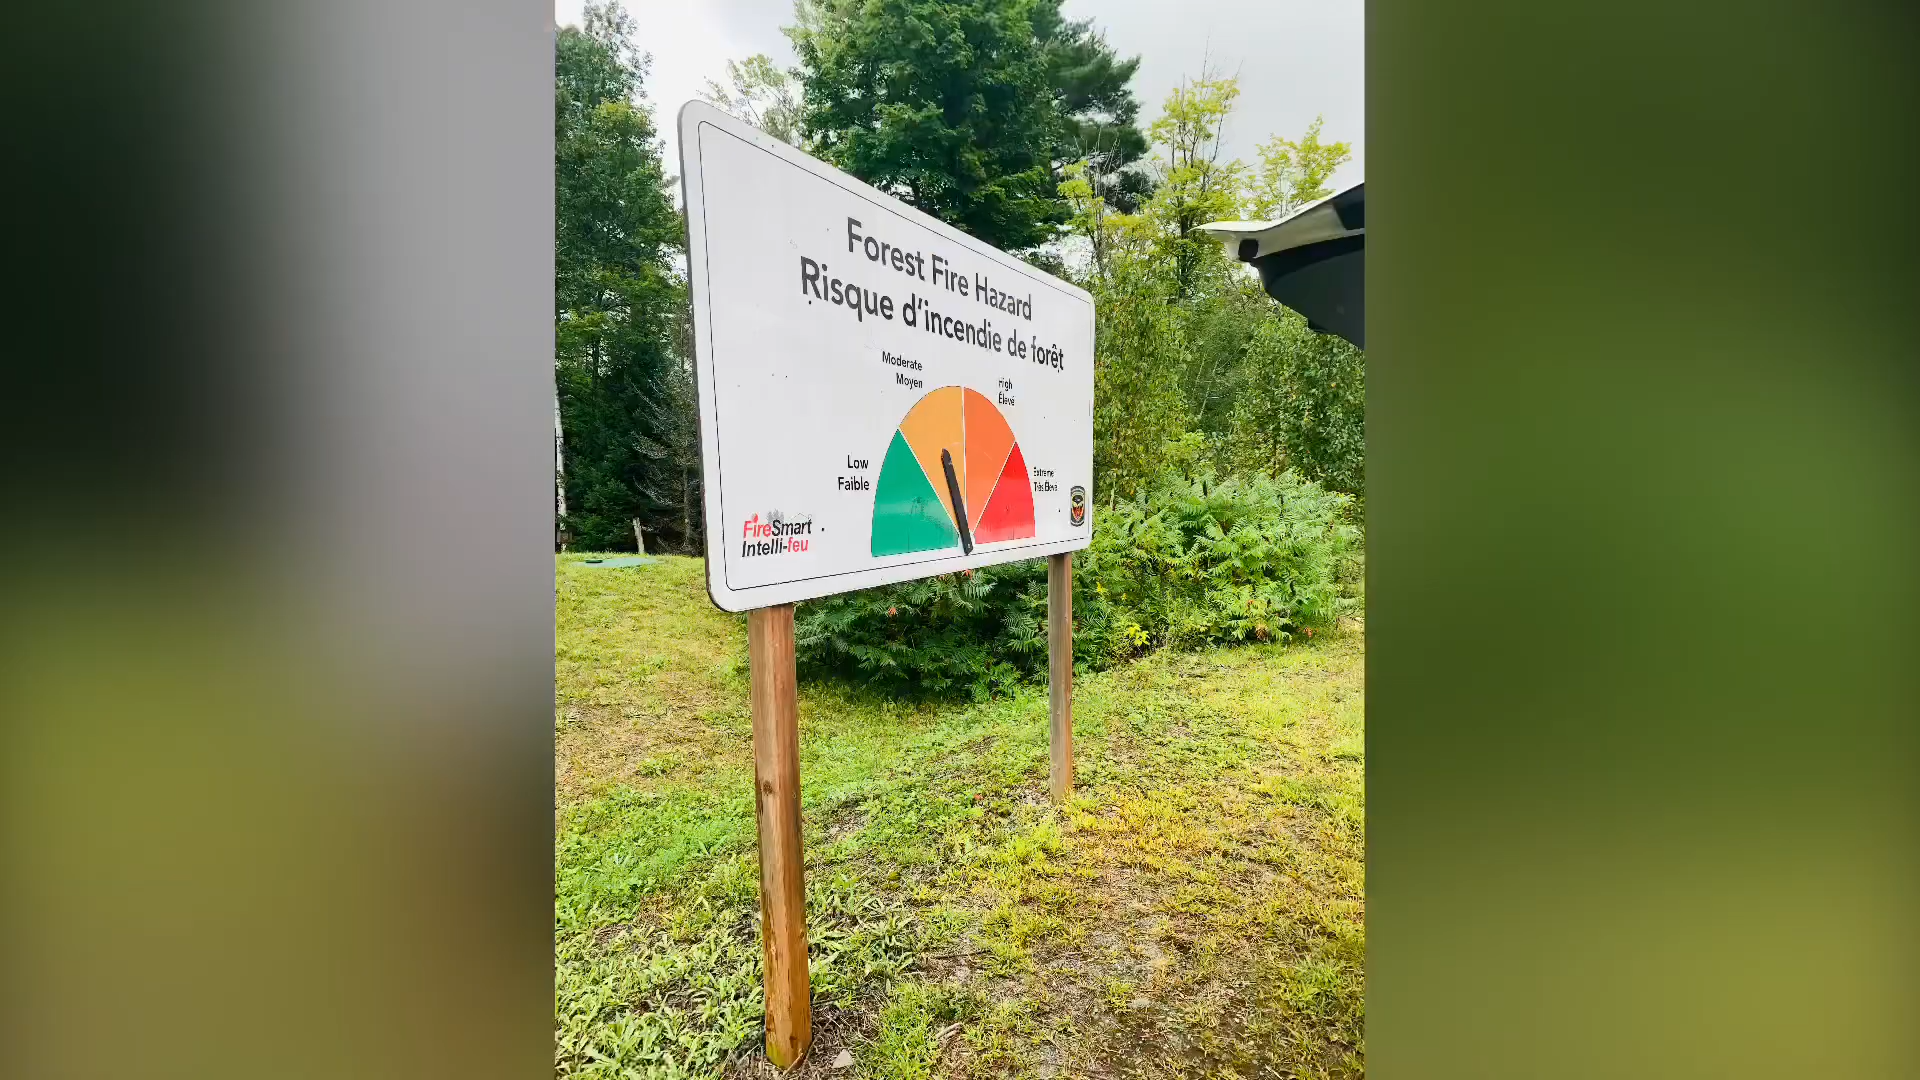 Forest Fire Hazard
Risque d'incendie de forêt
Moderate
Moyen
High
Élevé
Low
Faible
Extreme
Très Élevé
FireSmart
Intelli-feu